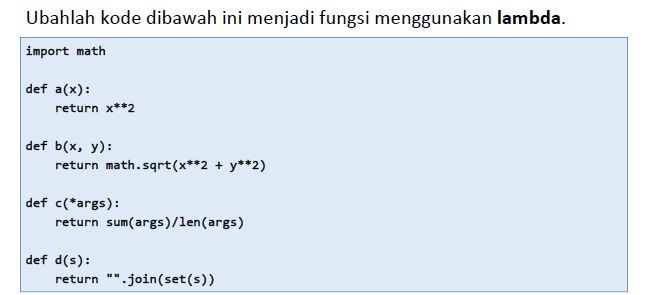 Ubahlah kode dibawah ini menjadi fungsi menggunakan lambda.
import math
def a(x):
    return x**2
def b(x, y):
    return math.sqrt(x**2 + y**2)
def c(*args):
    return sum(args)/len(args)
def d(s):
    return "".join(set(s))